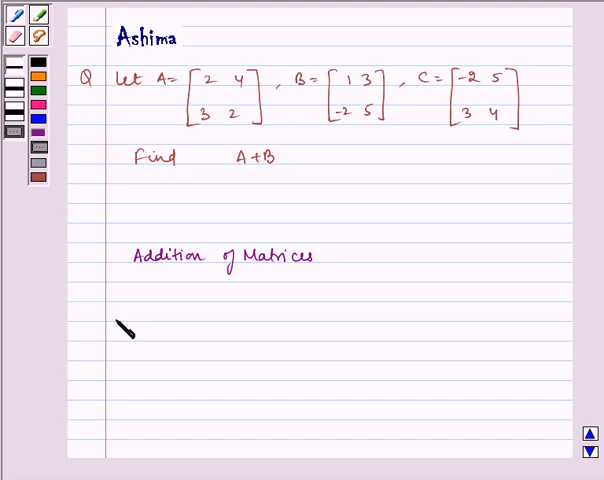 Ashima
Q Let A = [2 4 , B = [1 3 , C = [-2 5
3 2] -2 5] 3 4]
Find A+B
Addition of Matrices